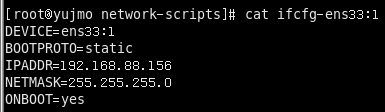 [root@yujmo network-scripts]# cat ifcfg-ens33:1
DEVICE=ens33:1
BOOTPROTO=static
IPADDR=192.168.88.156
NETMASK=255.255.255.0
ONBOOT=yes